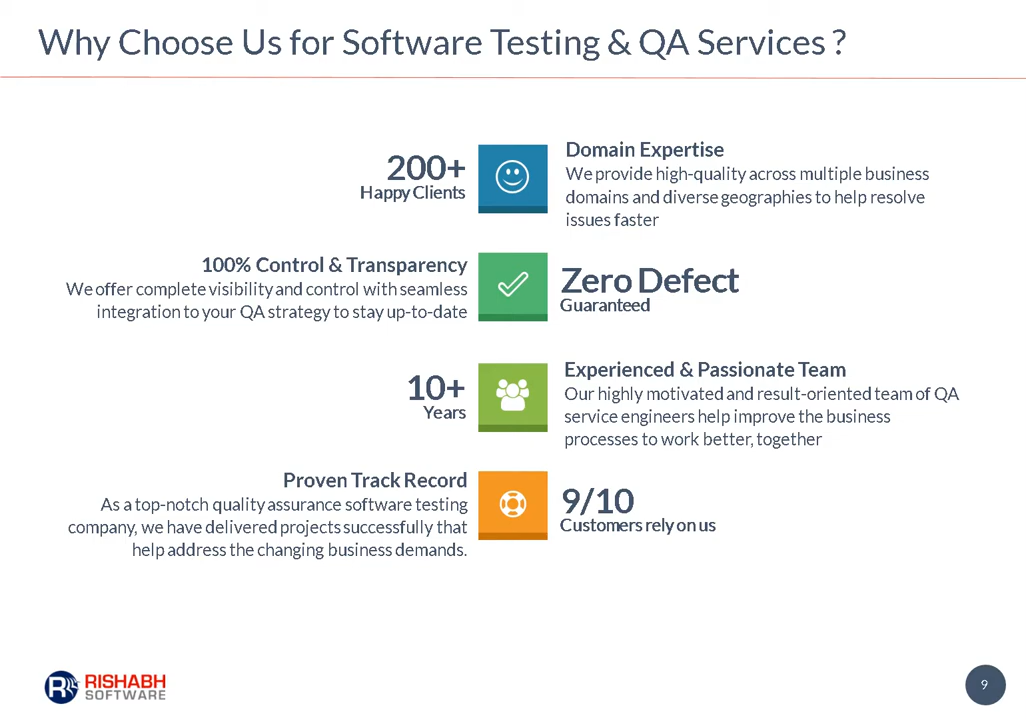 Why Choose Us for Software Testing & QA Services ?
200+
Happy Clients
Domain Expertise
We provide high-quality across multiple business
domains and diverse geographies to help resolve
issues faster
100% Control & Transparency
We offer complete visibility and control with seamless
integration to your QA strategy to stay up-to-date
Zero Defect
Guaranteed
10+
Years
Experienced & Passionate Team
Our highly motivated and result-oriented team of QA
service engineers help improve the business
processes to work better, together
Proven Track Record
As a top-notch quality assurance software testing
company, we have delivered projects successfully that
help address the changing business demands.
9/10
Customers rely on us
R
RISHABH
SOFTWARE
9